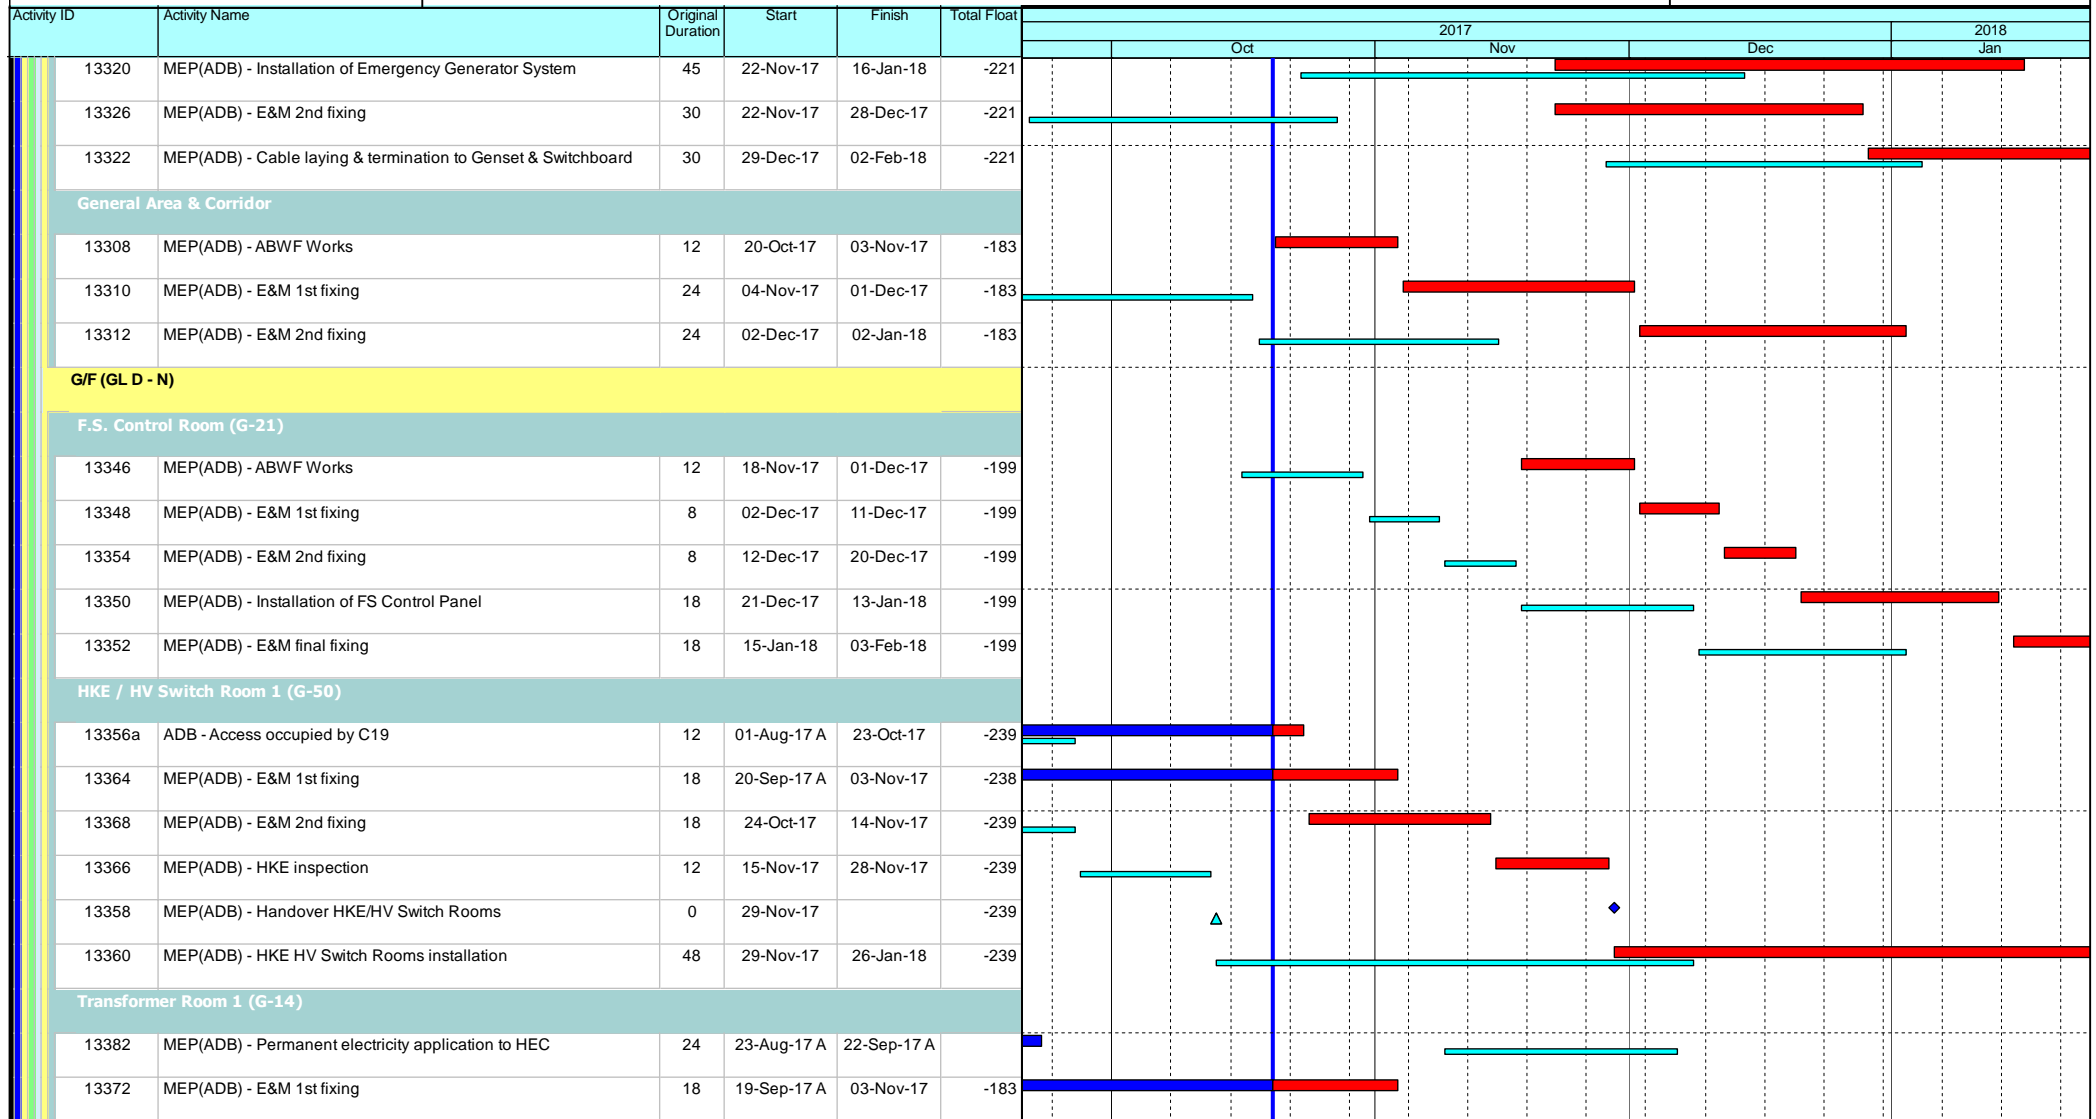 Activity ID Activity Name Original Duration Start Finish Total Float
2017 2018
Oct Nov Dec Jan
13320 MEP(ADB) - Installation of Emergency Generator System 45 22-Nov-17 16-Jan-18 -221
13326 MEP(ADB) - E&M 2nd fixing 30 22-Nov-17 28-Dec-17 -221
13322 MEP(ADB) - Cable laying & termination to Genset & Switchboard 30 29-Dec-17 02-Feb-18 -221
General Area & Corridor
13308 MEP(ADB) - ABWF Works 12 20-Oct-17 03-Nov-17 -183
13310 MEP(ADB) - E&M 1st fixing 24 04-Nov-17 01-Dec-17 -183
13312 MEP(ADB) - E&M 2nd fixing 24 02-Dec-17 02-Jan-18 -183
G/F (GL D - N)
F.S. Control Room (G-21)
13346 MEP(ADB) - ABWF Works 12 18-Nov-17 01-Dec-17 -199
13348 MEP(ADB) - E&M 1st fixing 8 02-Dec-17 11-Dec-17 -199
13354 MEP(ADB) - E&M 2nd fixing 8 12-Dec-17 20-Dec-17 -199
13350 MEP(ADB) - Installation of FS Control Panel 18 21-Dec-17 13-Jan-18 -199
13352 MEP(ADB) - E&M final fixing 18 15-Jan-18 03-Feb-18 -199
HKE / HV Switch Room 1 (G-50)
13356a ADB - Access occupied by C19 12 01-Aug-17 A 23-Oct-17 -239
13364 MEP(ADB) - E&M 1st fixing 18 20-Sep-17 A 03-Nov-17 -238
13368 MEP(ADB) - E&M 2nd fixing 18 24-Oct-17 14-Nov-17 -239
13366 MEP(ADB) - HKE inspection 12 15-Nov-17 28-Nov-17 -239
13358 MEP(ADB) - Handover HKE/HV Switch Rooms 0 29-Nov-17 -239
13360 MEP(ADB) - HKE HV Switch Rooms installation 48 29-Nov-17 26-Jan-18 -239
Transformer Room 1 (G-14)
13382 MEP(ADB) - Permanent electricity application to HEC 24 23-Aug-17 A 22-Sep-17 A
13372 MEP(ADB) - E&M 1st fixing 18 19-Sep-17 A 03-Nov-17 -183